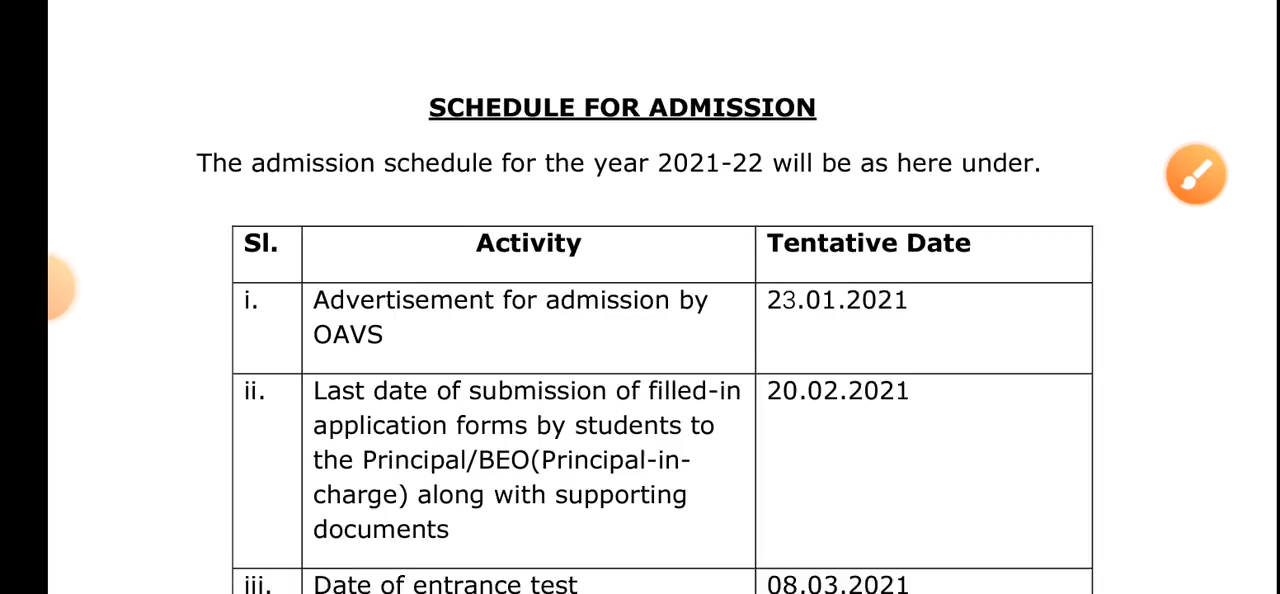 SCHEDULE FOR ADMISSION
The admission schedule for the year 2021-22 will be as here under.
Sl. Activity Tentative Date
i. Advertisement for admission by 23.01.2021
OAVS
ii. Last date of submission of filled-in 20.02.2021
application forms by students to
the Principal/BEO(Principal-in-
charge) along with supporting
documents
iii. Date of entrance test 08.03.2021